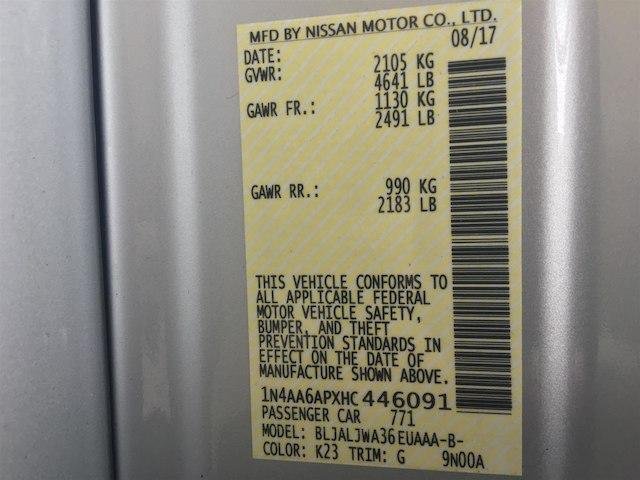 MFD BY NISSAN MOTOR CO., LTD.
DATE: 08/17
GVWR: 2105 KG
4641 LB
GAWR FR.: 1130 KG
2491 LB
GAWR RR.: 990 KG
2183 LB
THIS VEHICLE CONFORMS TO
ALL APPLICABLE FEDERAL
MOTOR VEHICLE SAFETY,
BUMPER, AND THEFT
PREVENTION STANDARDS IN
EFFECT ON THE DATE OF
MANUFACTURE SHOWN ABOVE.
1N4AA6APXHC446091
PASSENGER CAR 771
MODEL: BLJALJWA36EUAAA-B-
COLOR: K23 TRIM: G 9N00A